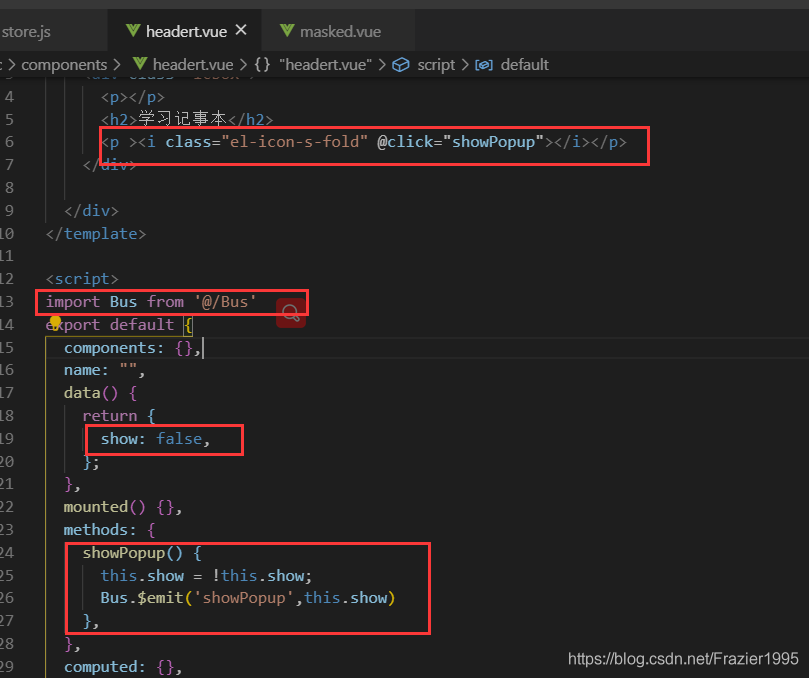 store.js headert.vue × masked.vue
: > components > headert.vue > {} "headert.vue" > script > default
4 <p></p>
5 <h2>学习记事本</h2>
6 <p ><i class="el-icon-s-fold" @click="showPopup"></i></p>
7 </div>
8
9 </div>
10 </template>
11
12 <script>
13 import Bus from '@/Bus'
14 export default {
15 components: {},
16 name: "",
17 data() {
18 return {
19 show: false,
20 };
21 },
22 mounted() {},
23 methods: {
24 showPopup() {
25 this.show = !this.show;
26 Bus.$emit('showPopup',this.show)
27 },
28 },
29 computed: {},
https://blog.csdn.net/Frazier1995